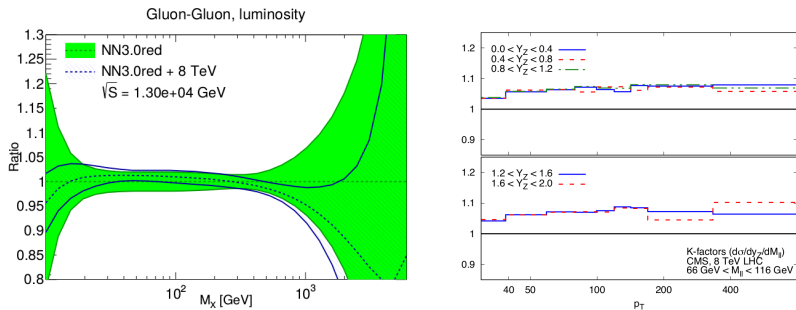 Gluon-Gluon, luminosity
1.3
1.25
1.2
1.15
1.1
1.05
1
0.95
0.9
0.85
0.8
Ratio
NN3.0red
NN3.0red + 8 TeV
√S = 1.30e+04 GeV
10²
10³
M_X [GeV]
0.0 < Y_Z < 0.4
0.4 < Y_Z < 0.8
0.8 < Y_Z < 1.2
1.2
1.1
1
0.9
1.2 < Y_Z < 1.6
1.6 < Y_Z < 2.0
1.2
1.1
1
0.9
K-factors (dσ/dy_Z/dM_ll)
CMS, 8 TeV LHC
66 GeV < M_ll < 116 GeV
40
50
100
200
400
p_T